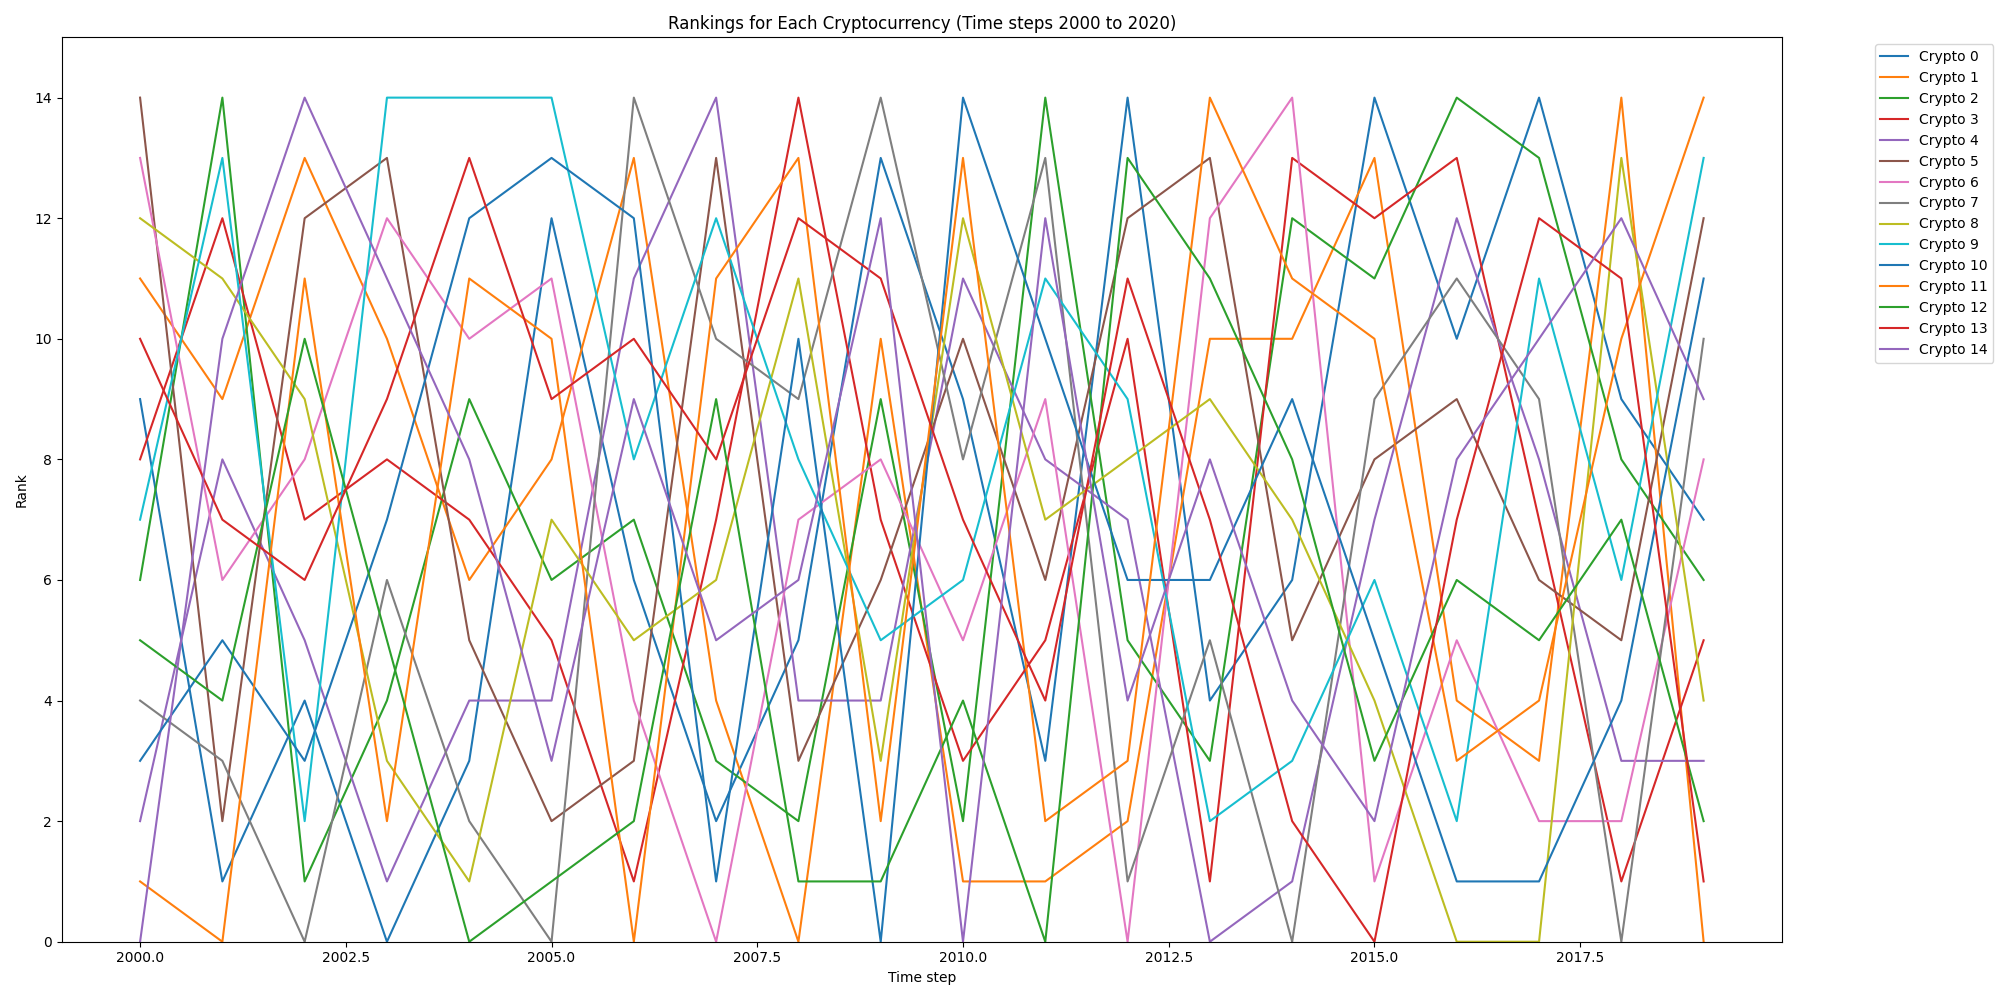 Rankings for Each Cryptocurrency (Time steps 2000 to 2020)
Crypto 0
Crypto 1
Crypto 2
Crypto 3
Crypto 4
Crypto 5
Crypto 6
Crypto 7
Crypto 8
Crypto 9
Crypto 10
Crypto 11
Crypto 12
Crypto 13
Crypto 14
Rank
14
12
10
8
6
4
2
0
2000.0 2002.5 2005.0 2007.5 2010.0 2012.5 2015.0 2017.5
Time step